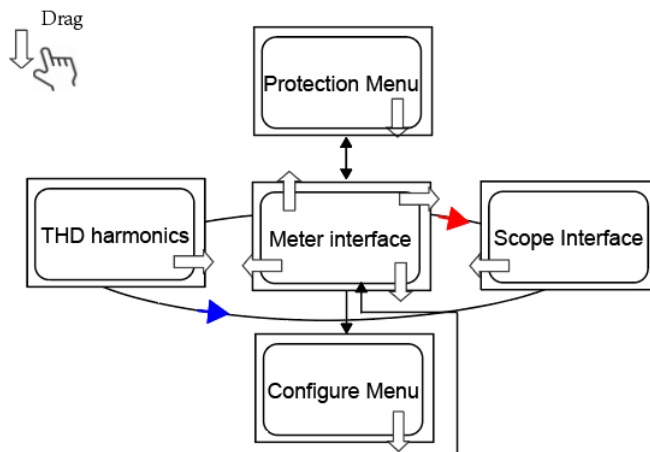 Drag
Protection Menu
THD harmonics
Meter interface
Scope Interface
Configure Menu